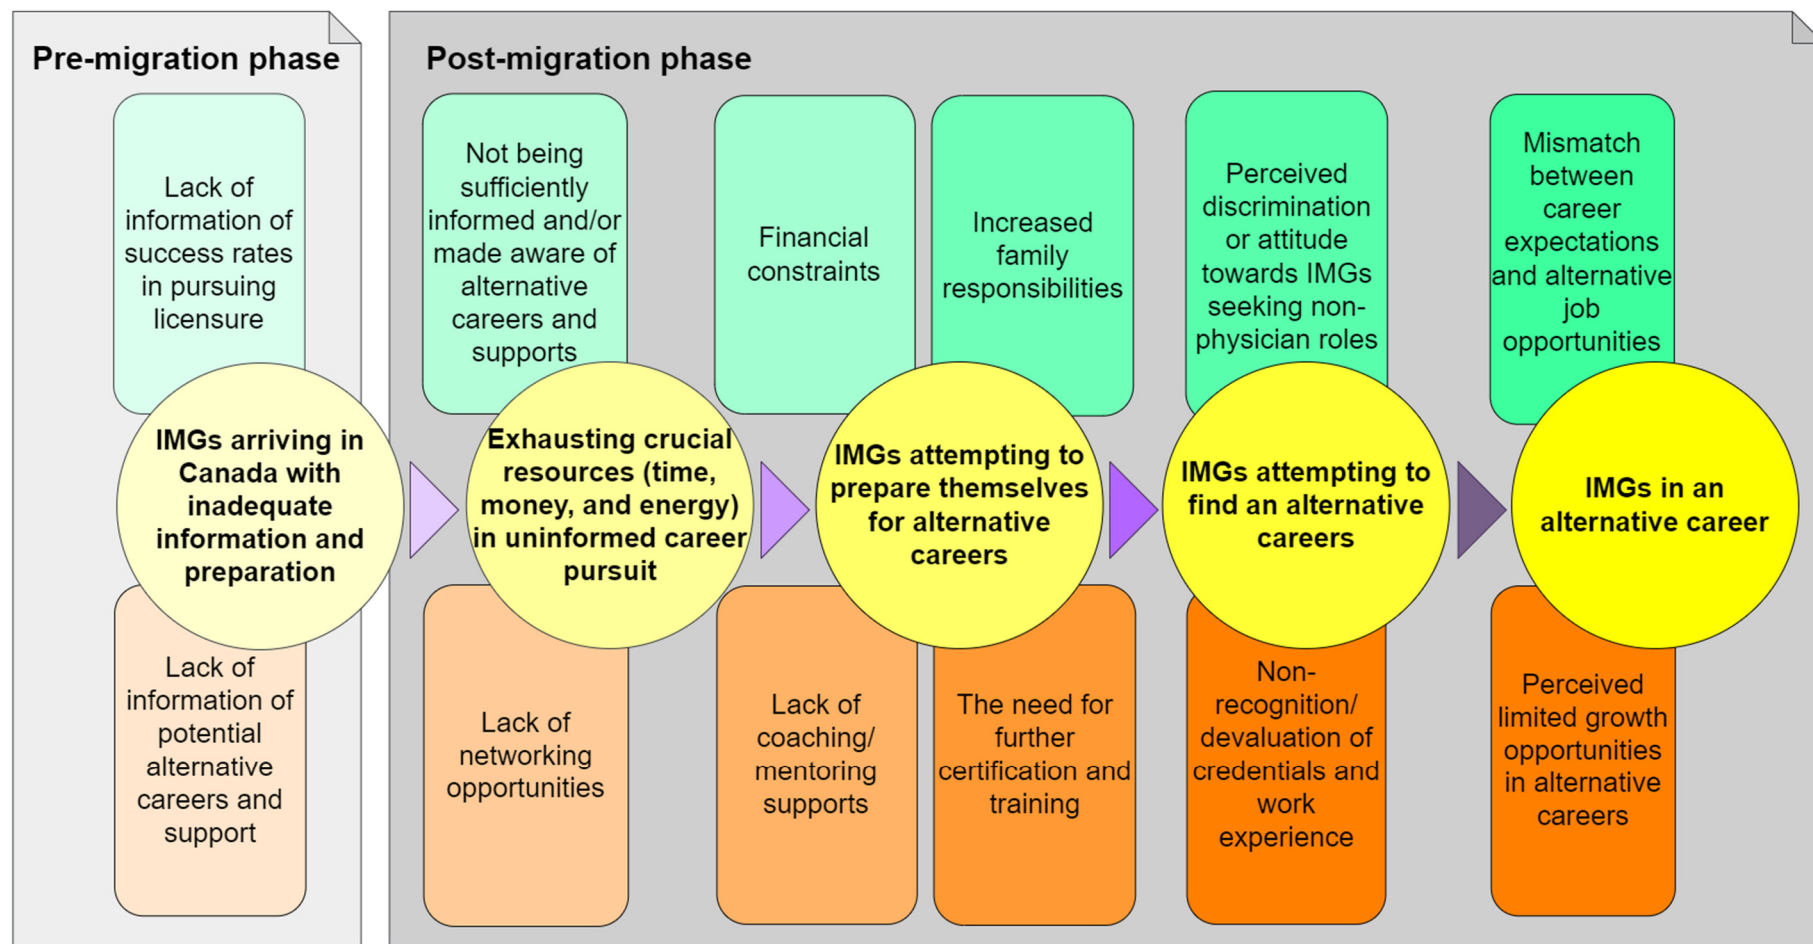 Pre-migration phase
Lack of
information of
success rates
in pursuing
licensure
IMGs arriving in
Canada with
inadequate
information and
preparation
Lack of
information of
potential
alternative
careers and
support
Post-migration phase
Not being
sufficiently
informed and/or
made aware of
alternative
careers and
supports
Exhausting crucial
resources (time,
money, and energy)
in uninformed career
pursuit
Lack of
networking
opportunities
Financial
constraints
Increased
family
responsibilities
IMGs attempting to
prepare themselves
for alternative
careers
Lack of
coaching/
mentoring
supports
The need for
further
certification and
training
Perceived
discrimination
or attitude
towards IMGs
seeking non-
physician roles
IMGs attempting to
find an alternative
careers
Non-
recognition/
devaluation of
credentials and
work
experience
Mismatch
between
career
expectations
and alternative
job
opportunities
IMGs in an
alternative career
Perceived
limited growth
opportunities
in alternative
careers